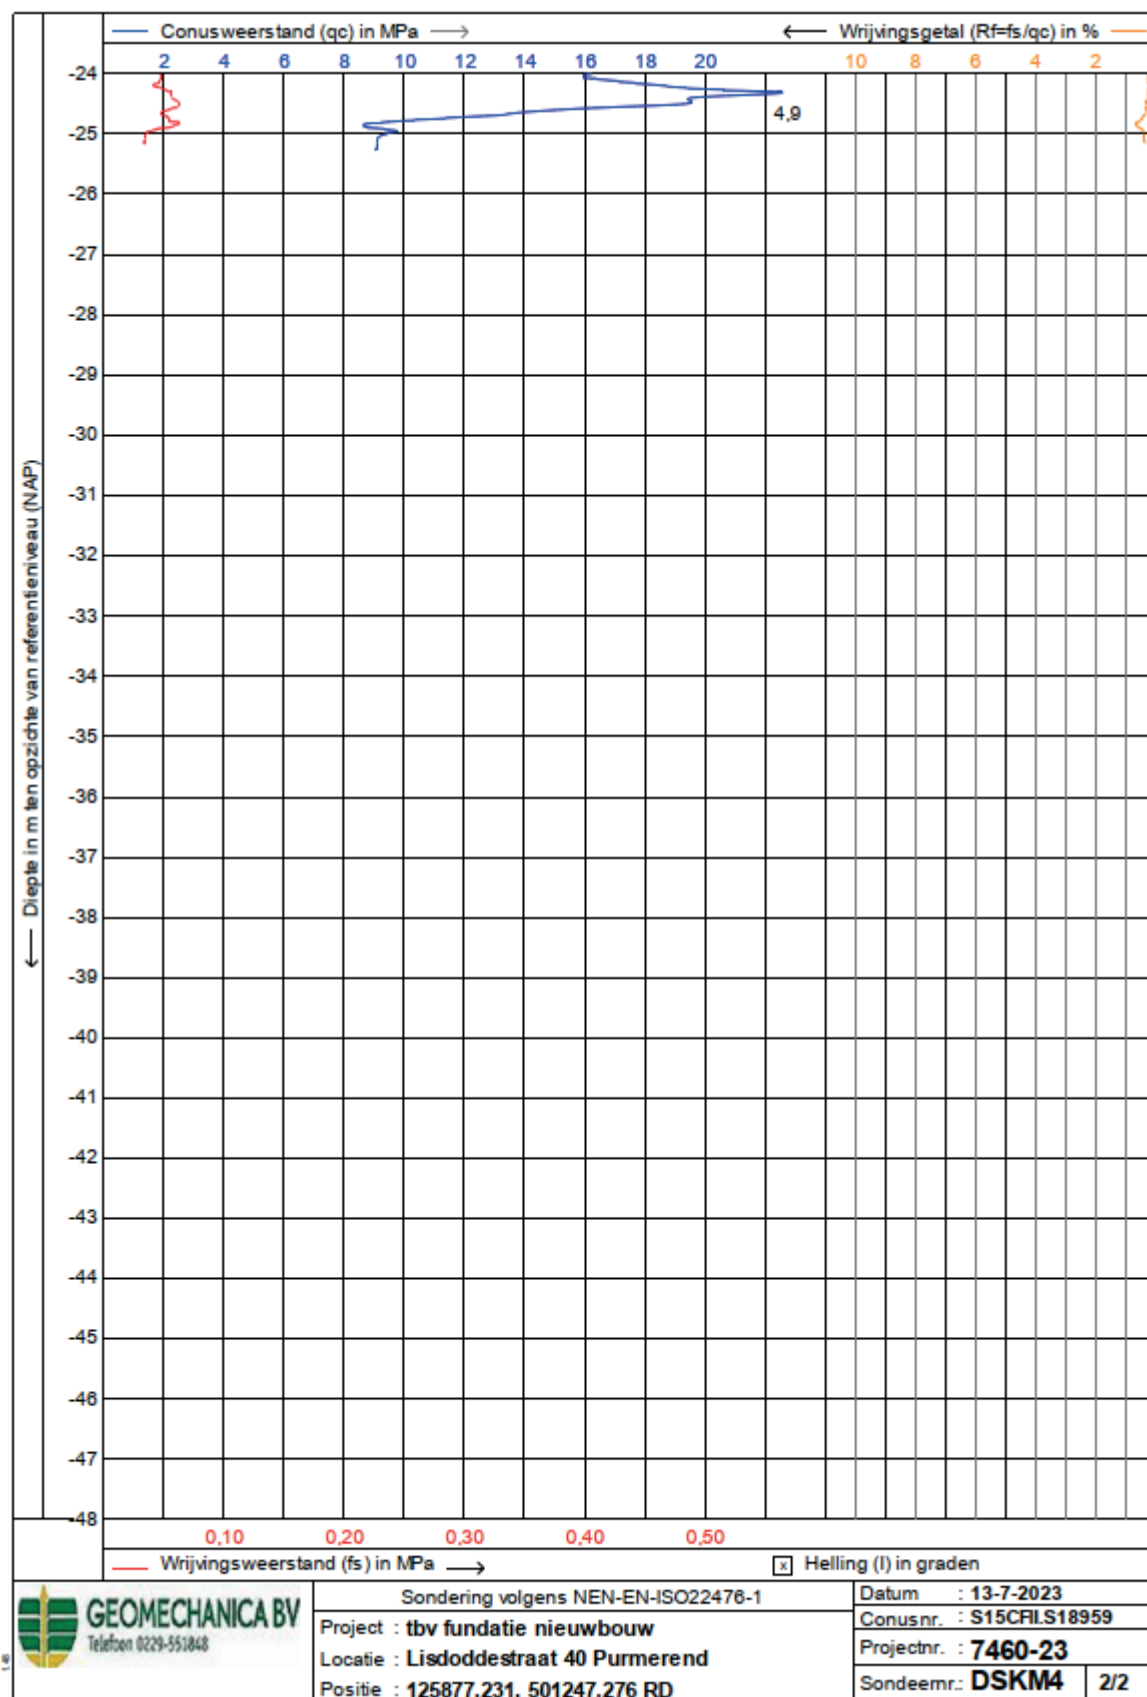 Conusweerstand (qc) in MPa
Wrijvingsgetal (Rf=fs/qc) in %
2 4 6 8 10 12 14 16 18 20 10 8 6 4 2
Diepte in m ten opzichte van referentieniveau (NAP)
-24
4,9
-25
-26
-27
-28
-29
-30
-31
-32
-33
-34
-35
-36
-37
-38
-39
-40
-41
-42
-43
-44
-45
-46
-47
-48
0,10 0,20 0,30 0,40 0,50
Wrijvingsweerstand (fs) in MPa
x Helling (I) in graden
GEOMECHANICA BV
Telefoon 0229-551848
Sondering volgens NEN-EN-ISO22476-1
Project : tbv fundatie nieuwbouw
Locatie : Lisdoddestraat 40 Purmerend
Positie : 125877.231, 501247.276 RD
Datum : 13-7-2023
Conusnr. : S15CFII.S18959
Projectnr. : 7460-23
Sondeernr.: DSKM4 2/2